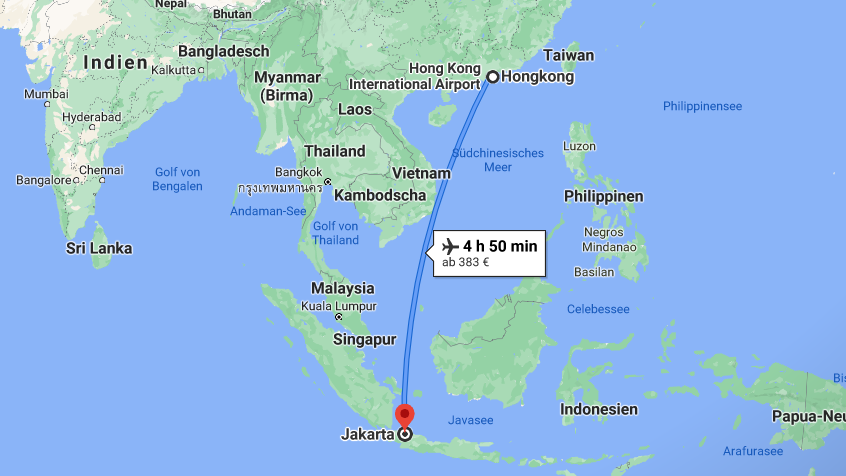 Nepal
Bhutan
Bangladesch
Indien
Kalkutta
Taiwan
Hong Kong
International Airport
Hongkong
Myanmar
(Birma)
Mumbai
Laos
Philippinensee
Hyderabad
Luzon
Thailand
Südchinesisches
Meer
Vietnam
Chennai
Bangalore
Golf von
Bengalen
Bangkok
กรุงเทพมหานคร
Kambodscha
Philippinen
Andaman-See
Golf von
Thailand
Negros
Mindanao
Sri Lanka
4 h 50 min
ab 383 €
Basilan
Malaysia
Kuala Lumpur
Celebessee
Singapur
Indonesien
Papua-Neu
Javasee
Jakarta
Arafurasee